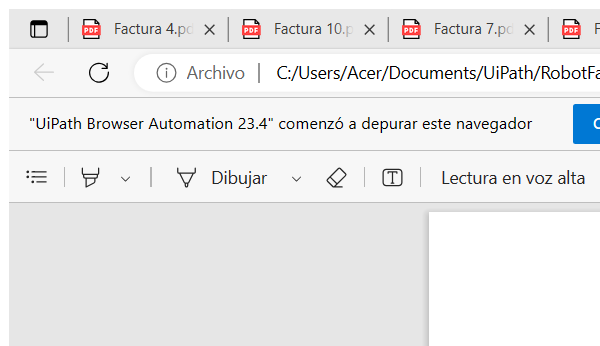 PDF Factura 4.pd PDF Factura 10.p PDF Factura 7.pd PDF F
Archivo C:/Users/Acer/Documents/UiPath/RobotFa
"UiPath Browser Automation 23.4" comenzó a depurar este navegador
Dibujar T Lectura en voz alta